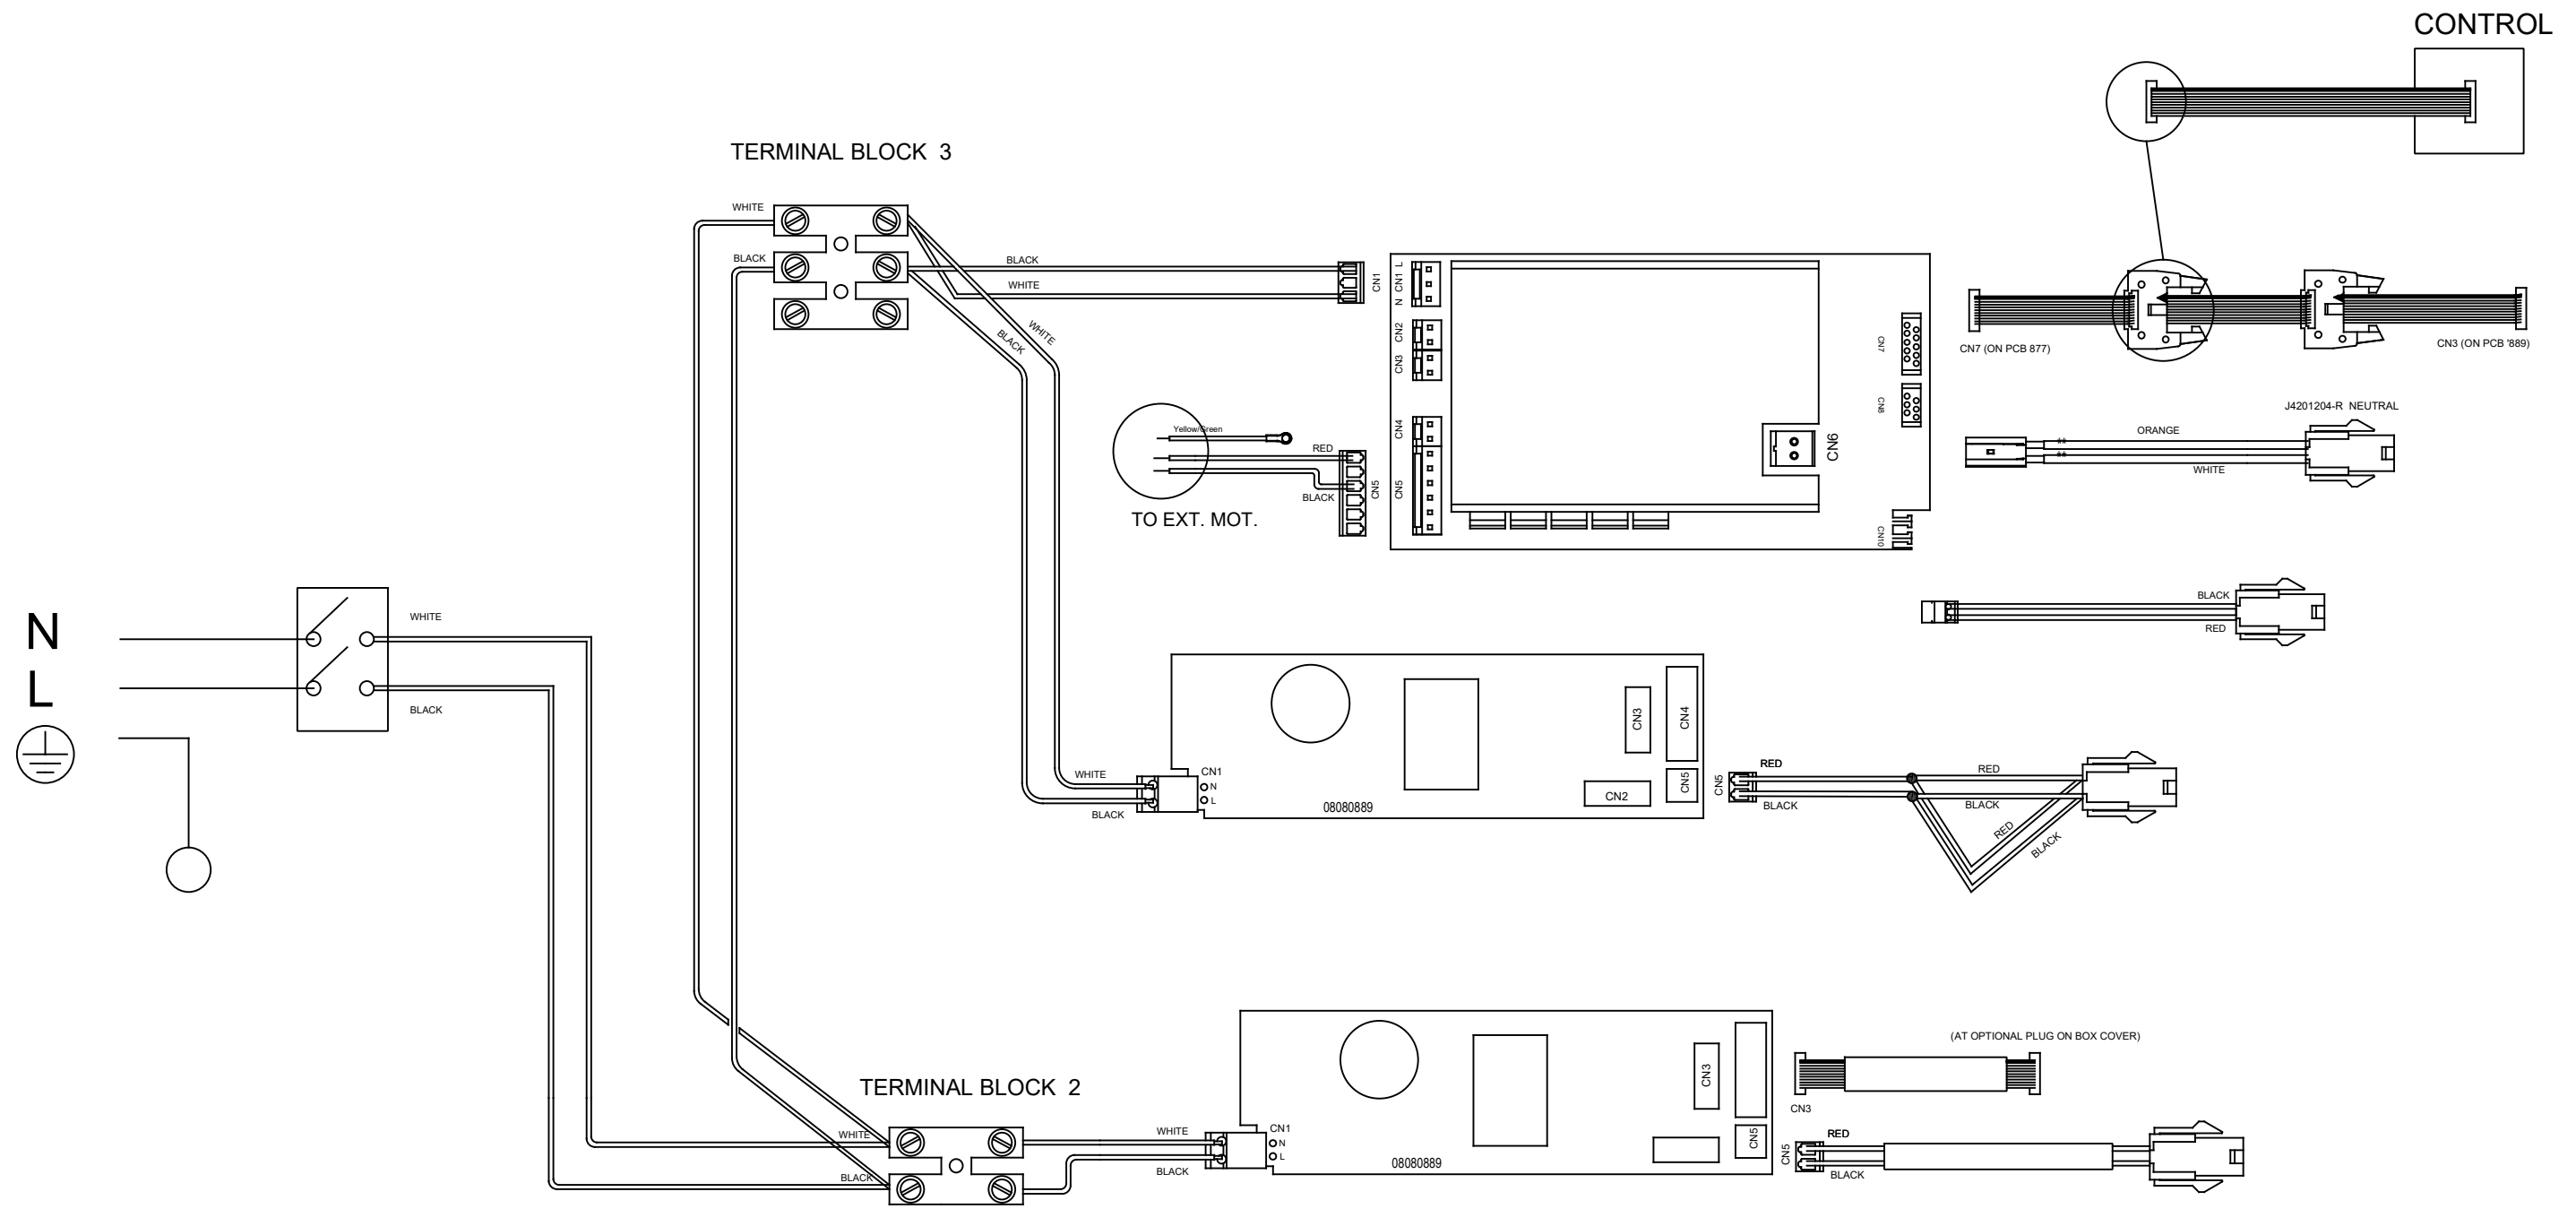 CONTROL
TERMINAL BLOCK 3
WHITE
BLACK
BLACK
WHITE
WHITE
BLACK
CN1
N CN1 L
CN2
CN3
CN4
CN5
CN6
CN7
CN8
CN10
CN7 (ON PCB 877)
CN3 (ON PCB '889)
J4201204-R NEUTRAL
ORANGE
**
**
WHITE
Yellow/Green
RED
BLACK
CN5
TO EXT. MOT.
N
L
WHITE
BLACK
BLACK
RED
WHITE
BLACK
CN1
N
L
08080889
CN3
CN4
CN2
CN5
CN5
RED
BLACK
RED
BLACK
RED
BLACK
TERMINAL BLOCK 2
WHITE
BLACK
WHITE
BLACK
CN1
N
L
08080889
CN3
CN5
(AT OPTIONAL PLUG ON BOX COVER)
CN3
CN5
RED
BLACK